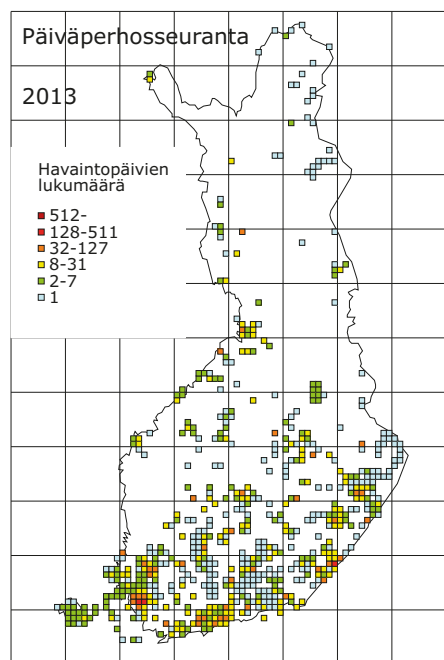 Päiväperhosseuranta
2013
Havaintopäivien
lukumäärä
512-
128-511
32-127
8-31
2-7
1